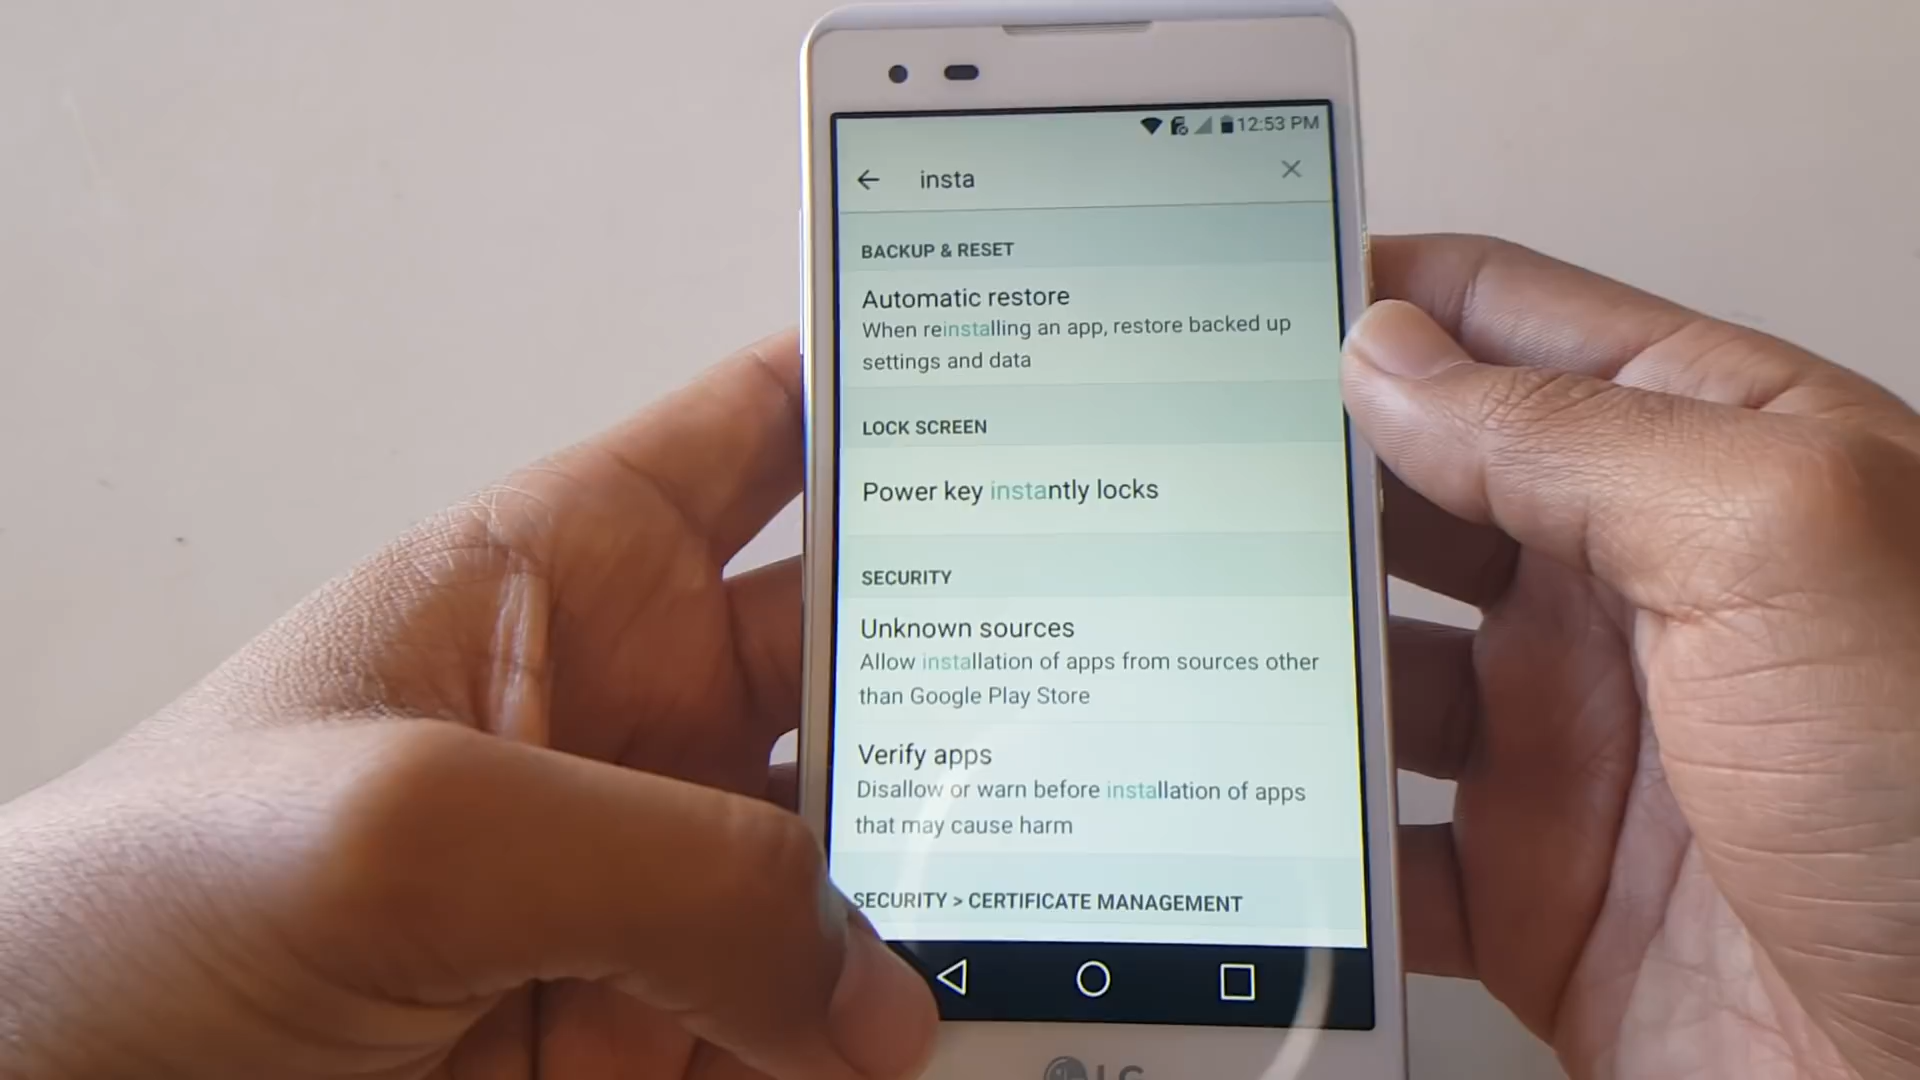 12:53 PM
insta
BACKUP & RESET
Automatic restore
When reinstalling an app, restore backed up
settings and data
LOCK SCREEN
Power key instantly locks
SECURITY
Unknown sources
Allow installation of apps from sources other
than Google Play Store
Verify apps
Disallow or warn before installation of apps
that may cause harm
SECURITY > CERTIFICATE MANAGEMENT
LG